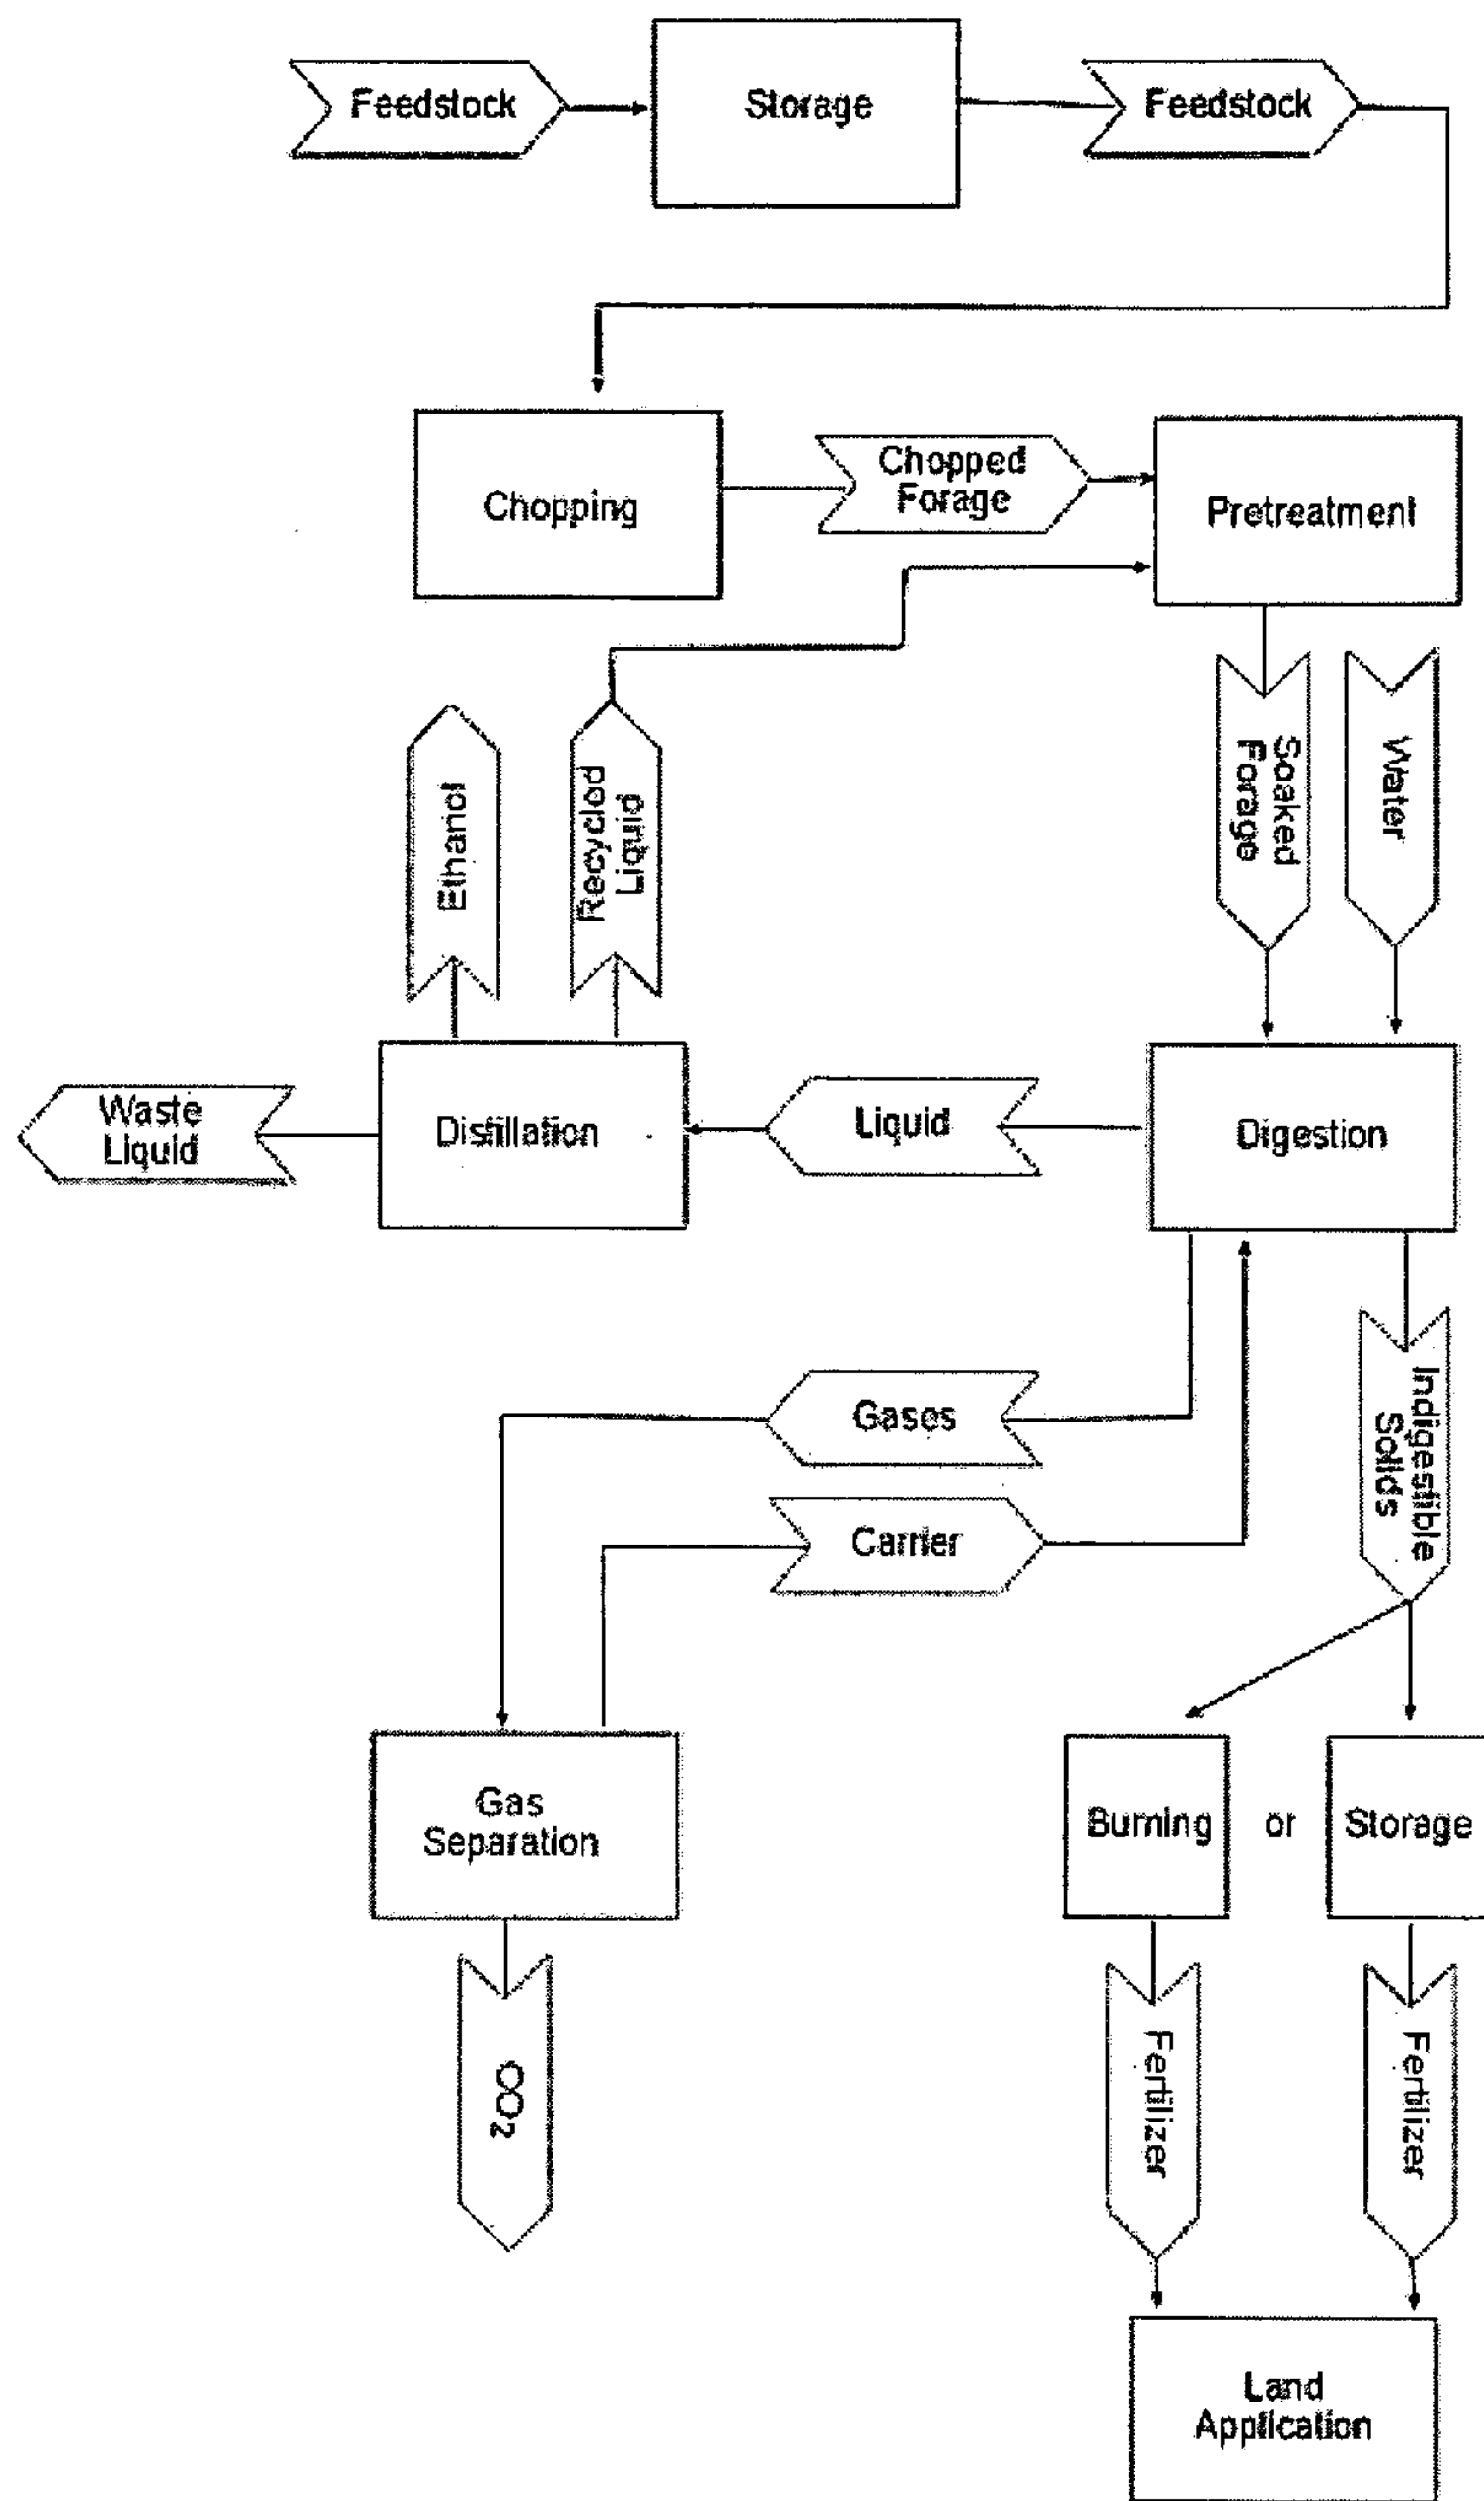 Feedstock
Storage
Feedstock
Chopping
Chopped
Forage
Pretreatment
Ethanol
Recyclod
Liquid
Soaked
Forage
Water
Waste
Liquid
Distillation
Liquid
Digestion
Gases
Carrier
Indigestible
Solids
Gas
Separation
Burning
or
Storage
CO₂
Fertilizer
Fertilizer
Land
Application